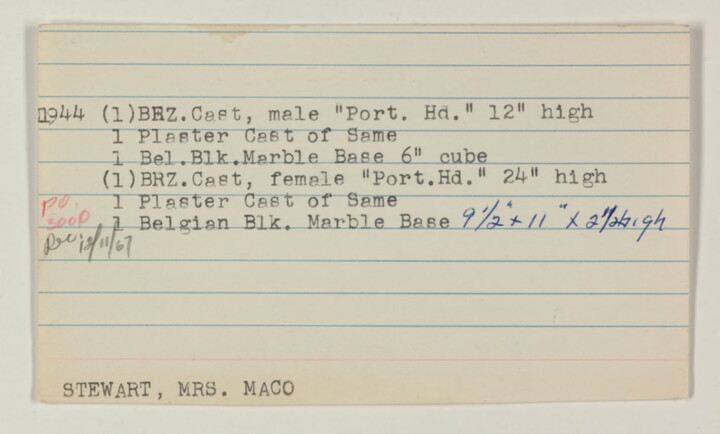 1944 (1)BRZ.Cast, male "Port. Hd." 12" high
1 Plaster Cast of Same
1 Bel.Blk.Marble Base 6" cube
(1)BRZ.Cast, female "Port.Hd." 24" high
1 Plaster Cast of Same
1 Belgian Blk. Marble Base 9 1/2" x 11" x 2 1/2 high
P.O.
300D
Rec. 12/11/67
STEWART, MRS. MACO